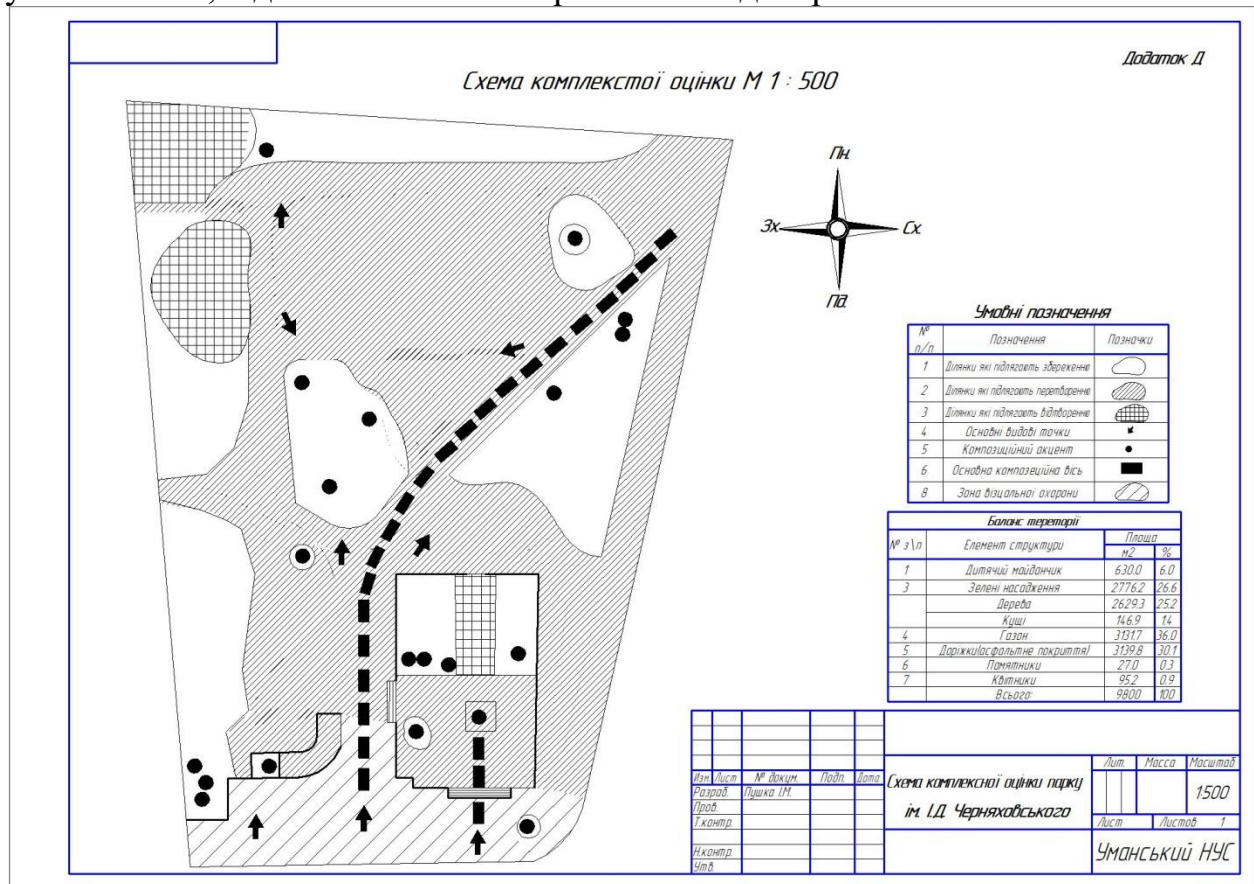 Додаток Д
Схема комплекстої оцінки М 1 : 500
Пн.
Зх.
Сх.
Пд.
Умовні позначення
№ п/п Позначення Позначки
1 Ділянки які підлягають збереженню
2 Ділянки які підлягають перетворенню
3 Ділянки які підлягають відтворенню
4 Основні видові точки
5 Композиційний акцент
6 Основна композеційна вісь
8 Зона візуальної охорони
Баланс тереторіі
№ з\п Елемент структури Площа
м2 %
1 Дитячий майданчик 630.0 6.0
3 Зелені насадження 2776.2 26.6
Дерева 2629.3 25.2
Кущі 146.9 1.4
4 Газон 3131.7 36.0
5 Доріжки(асфальтне покриття) 3139.8 30.1
6 Памятники 27.0 0.3
7 Квітники 95.2 0.9
Всього: 9800 100
Изм. Лист № докум. Подп. Дата
Разраб. Пушка І.М.
Пров.
Т.контр.
Н.контр.
Утв.
Схема комплексної оцінки парку
ім. І.Д. Черняховського
Лит. Масса Масштаб
1:500
Лист Листов 1
Уманський НУС